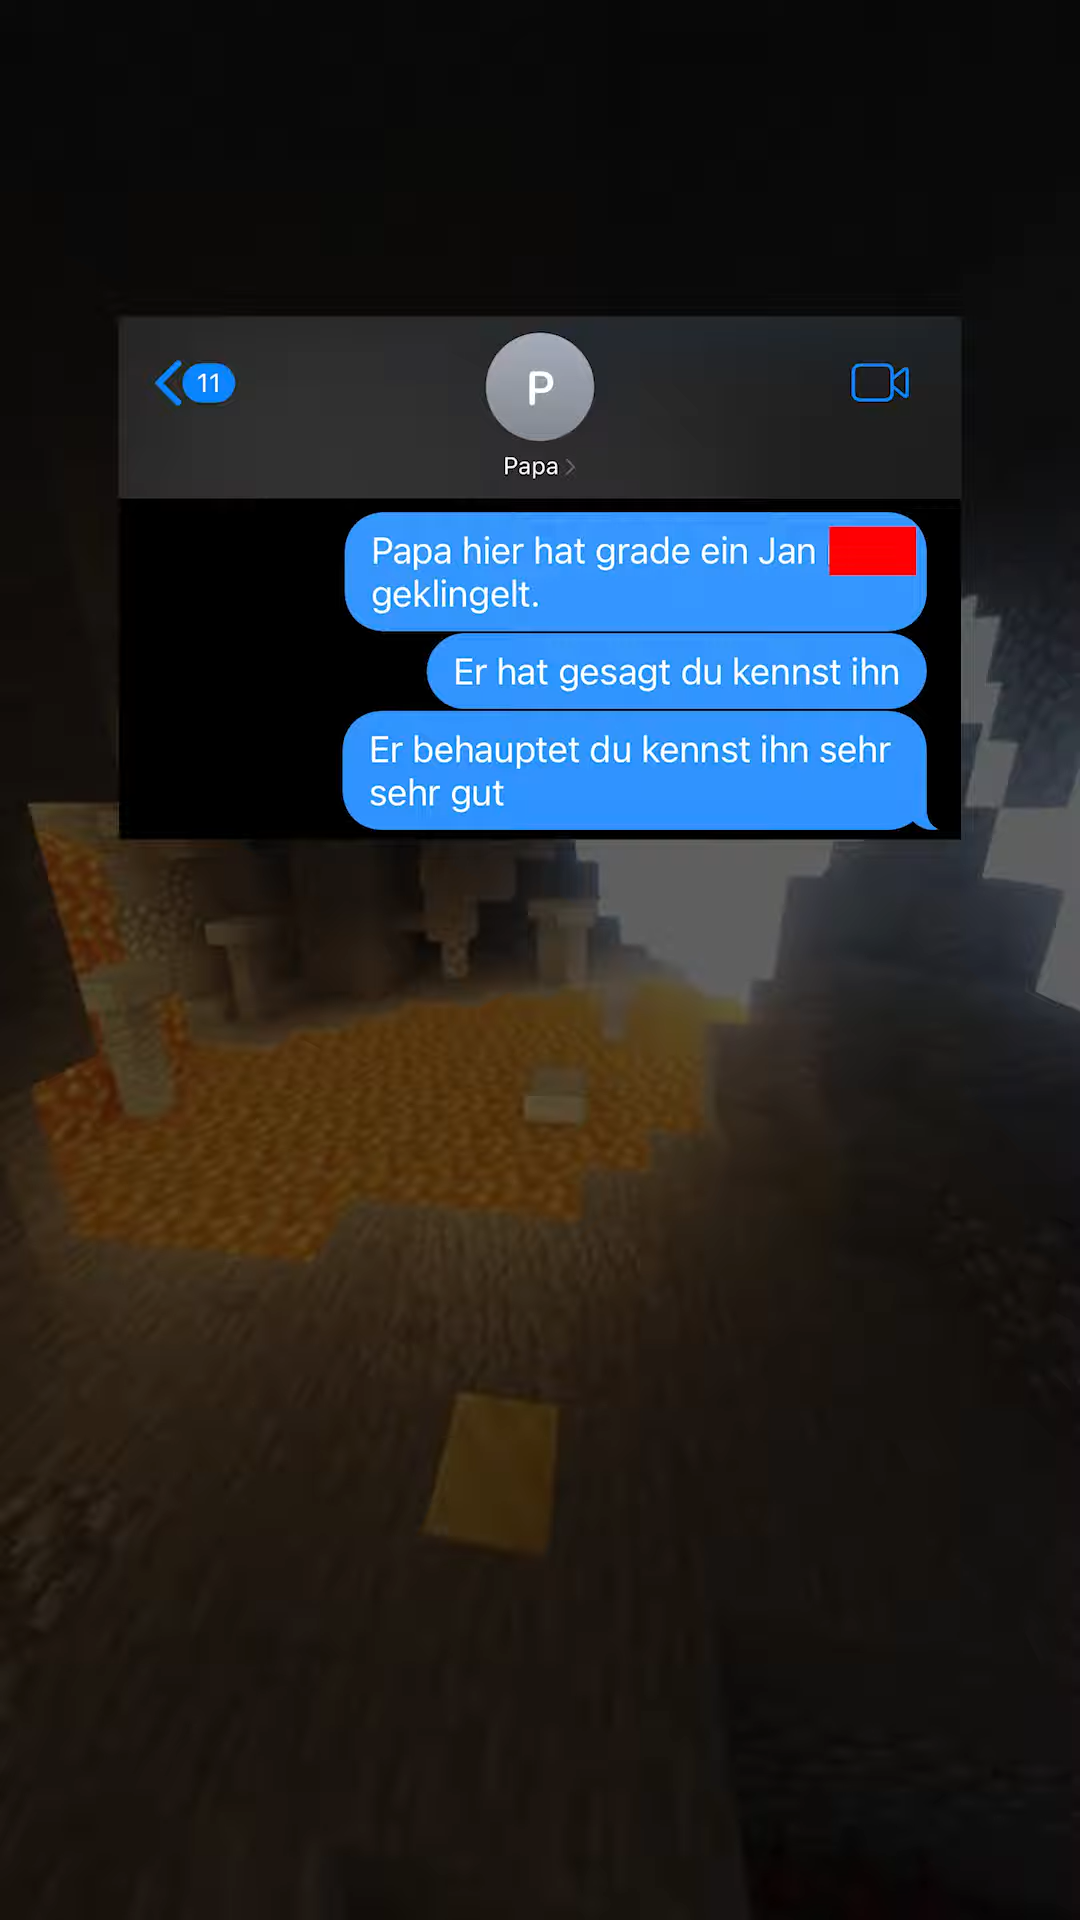 11
P
Papa
Papa hier hat grade ein Jan
geklingelt.
Er hat gesagt du kennst ihn
Er behauptet du kennst ihn sehr
sehr gut